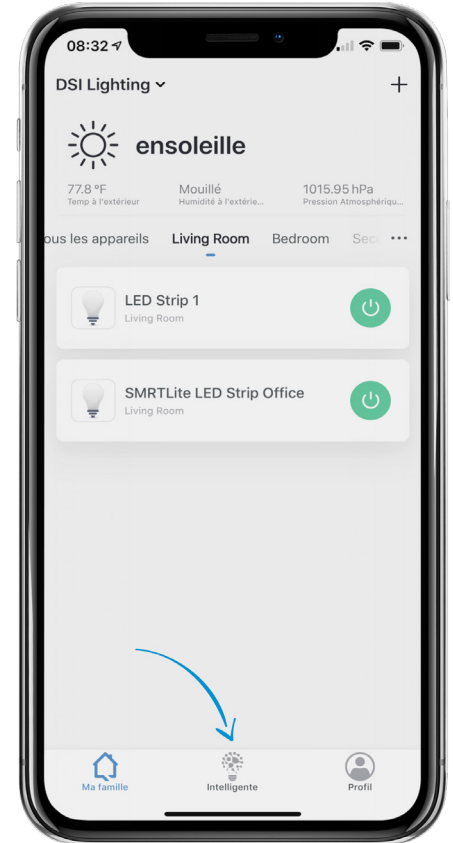 08:32
DSI Lighting
ensoleille
77.8 °F Mouillé 1015.95 hPa
Temp à l'extérieur Humidité à l'extérie... Pression Atmosphériqu...
ous les appareils Living Room Bedroom Sec ...
LED Strip 1
Living Room
SMRTLite LED Strip Office
Living Room
Ma famille Intelligente Profil